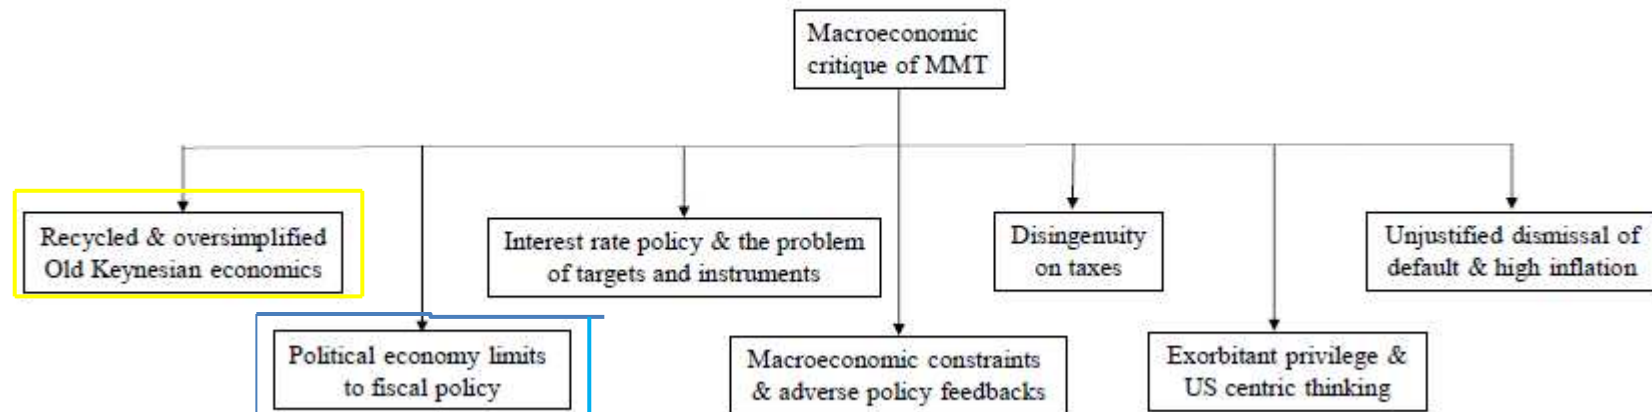 Macroeconomic
critique of MMT
Recycled & oversimplified
Old Keynesian economics
Interest rate policy & the problem
of targets and instruments
Disingenuity
on taxes
Unjustified dismissal of
default & high inflation
Political economy limits
to fiscal policy
Macroeconomic constraints
& adverse policy feedbacks
Exorbitant privilege &
US centric thinking